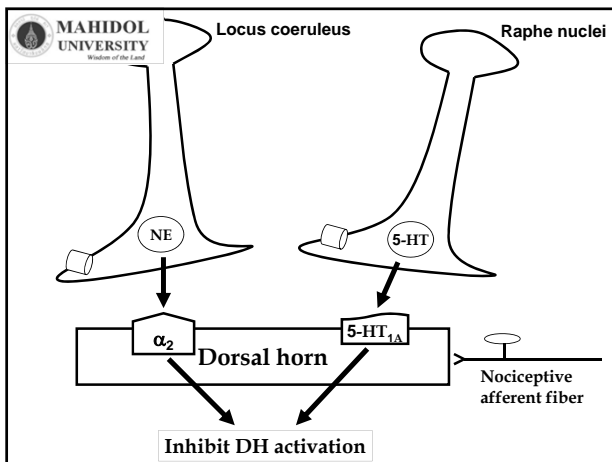 MAHIDOL
UNIVERSITY
Wisdom of the Land
Locus coeruleus
Raphe nuclei
NE
5-HT
α2
5-HT1A
Dorsal horn
Nociceptive
afferent fiber
Inhibit DH activation